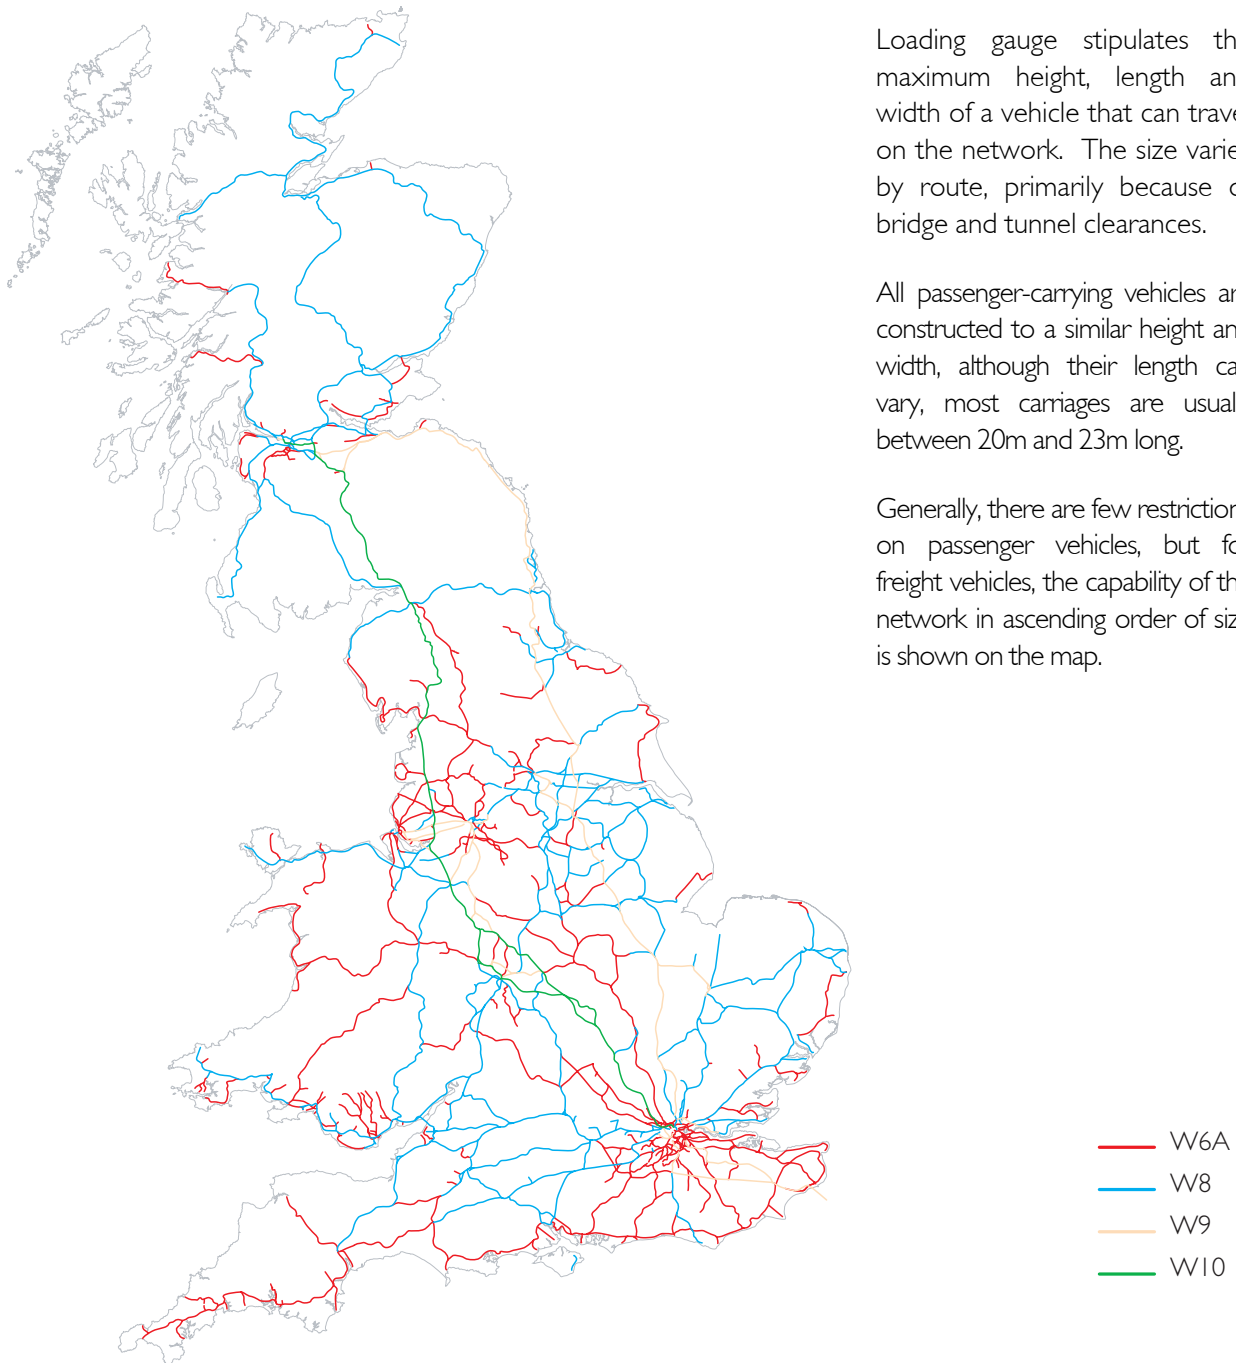 Loading gauge stipulates th
maximum height, length an
width of a vehicle that can trave
on the network. The size varie
by route, primarily because o
bridge and tunnel clearances.
All passenger-carrying vehicles ar
constructed to a similar height an
width, although their length ca
vary, most carriages are usual
between 20m and 23m long.
Generally, there are few restriction
on passenger vehicles, but fo
freight vehicles, the capability of th
network in ascending order of siz
is shown on the map.
W6A
W8
W9
W10